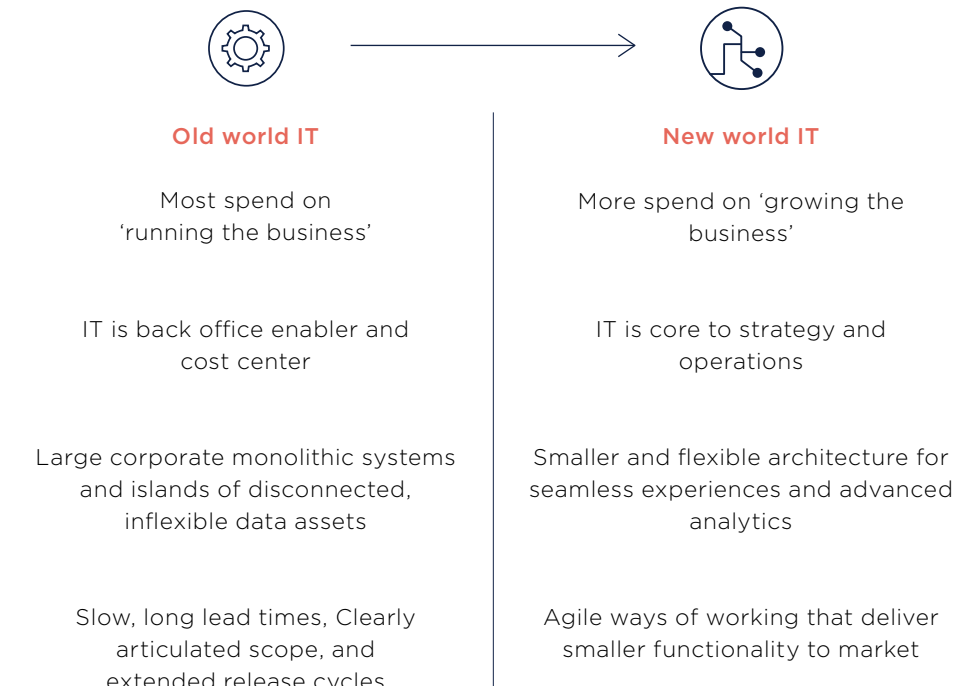 Old world IT
New world IT
Most spend on
‘running the business’
More spend on ‘growing the
business’
IT is back office enabler and
cost center
IT is core to strategy and
operations
Large corporate monolithic systems
and islands of disconnected,
inflexible data assets
Smaller and flexible architecture for
seamless experiences and advanced
analytics
Slow, long lead times, Clearly
articulated scope, and
extended release cycles
Agile ways of working that deliver
smaller functionality to market